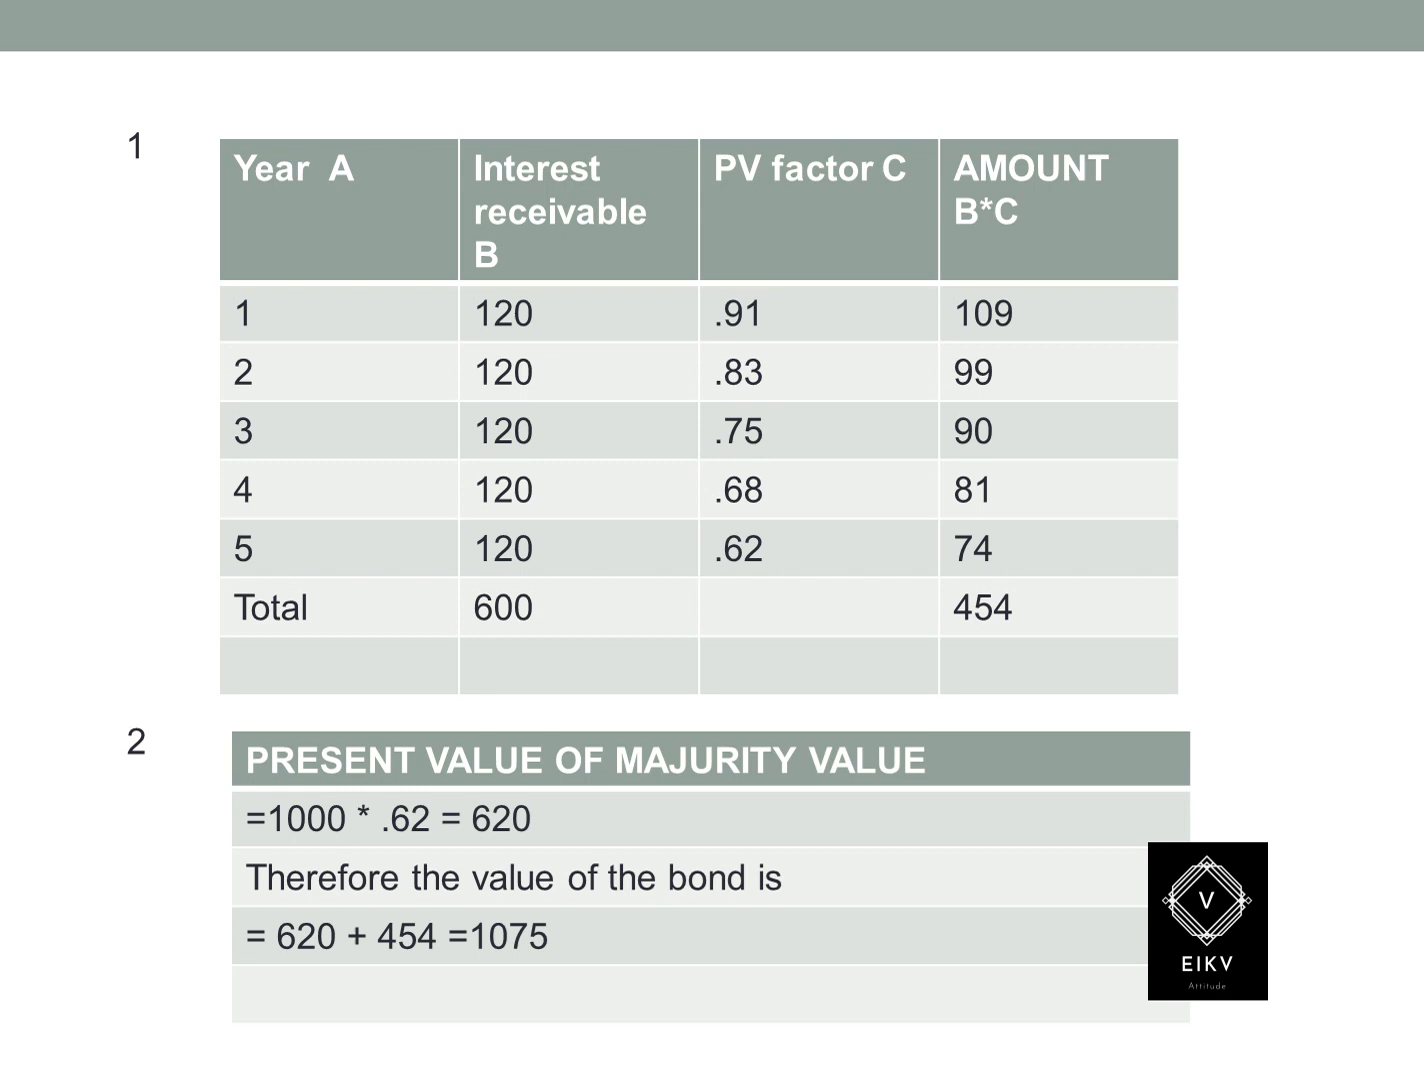 1
Year A
Interest receivable B
PV factor C
AMOUNT B*C
1 120 .91 109
2 120 .83 99
3 120 .75 90
4 120 .68 81
5 120 .62 74
Total 600 454
2
PRESENT VALUE OF MAJURITY VALUE
=1000 * .62 = 620
Therefore the value of the bond is
= 620 + 454 =1075
V
EIKV
Attitude